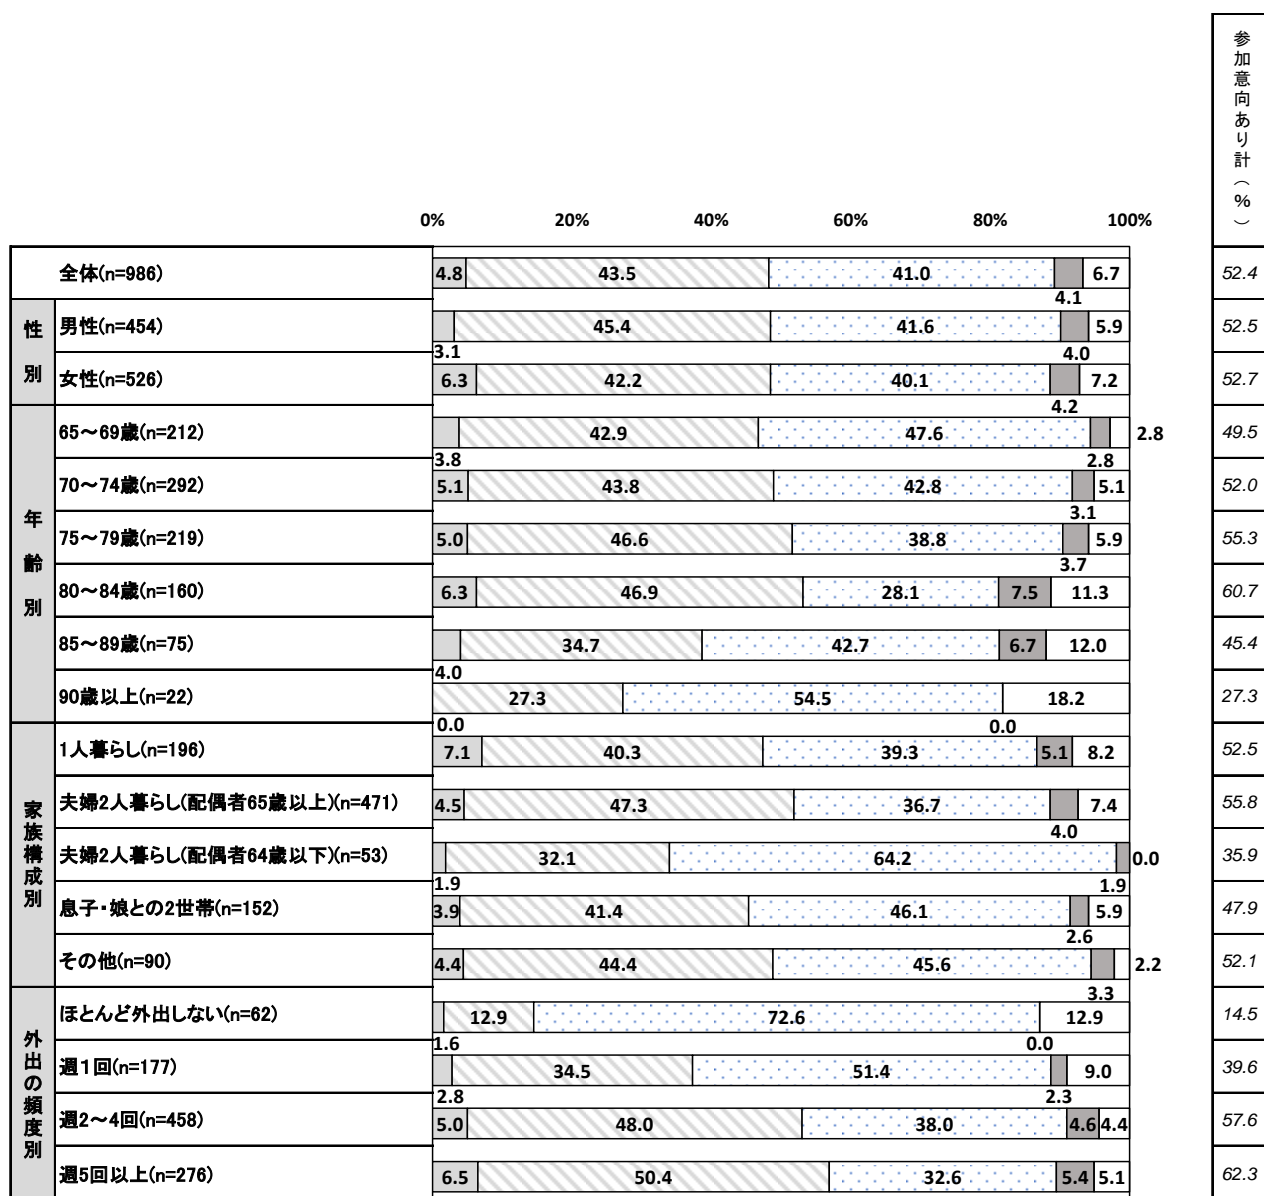 参加意向あり計（%）
0% 20% 40% 60% 80% 100%
全体(n=986) 4.8 43.5 41.0 6.7 52.4
4.1
性別
男性(n=454) 45.4 41.6 5.9 52.5
3.1 4.0
女性(n=526) 6.3 42.2 40.1 7.2 52.7
4.2
年齢別
65～69歳(n=212) 42.9 47.6 2.8 49.5
3.8 2.8
70～74歳(n=292) 5.1 43.8 42.8 5.1 52.0
3.1
75～79歳(n=219) 5.0 46.6 38.8 5.9 55.3
3.7
80～84歳(n=160) 6.3 46.9 28.1 7.5 11.3 60.7
85～89歳(n=75) 34.7 42.7 6.7 12.0 45.4
4.0
90歳以上(n=22) 27.3 54.5 18.2 27.3
0.0 0.0
家族構成別
1人暮らし(n=196) 7.1 40.3 39.3 5.1 8.2 52.5
夫婦2人暮らし(配偶者65歳以上)(n=471) 4.5 47.3 36.7 7.4 55.8
4.0
夫婦2人暮らし(配偶者64歳以下)(n=53) 32.1 64.2 0.0 35.9
1.9 1.9
息子・娘との2世帯(n=152) 3.9 41.4 46.1 5.9 47.9
2.6
その他(n=90) 4.4 44.4 45.6 2.2 52.1
3.3
外出の頻度別
ほとんど外出しない(n=62) 12.9 72.6 12.9 14.5
1.6 0.0
週1回(n=177) 34.5 51.4 9.0 39.6
2.8 2.3
週2～4回(n=458) 5.0 48.0 38.0 4.6 4.4 57.6
週5回以上(n=276) 6.5 50.4 32.6 5.4 5.1 62.3